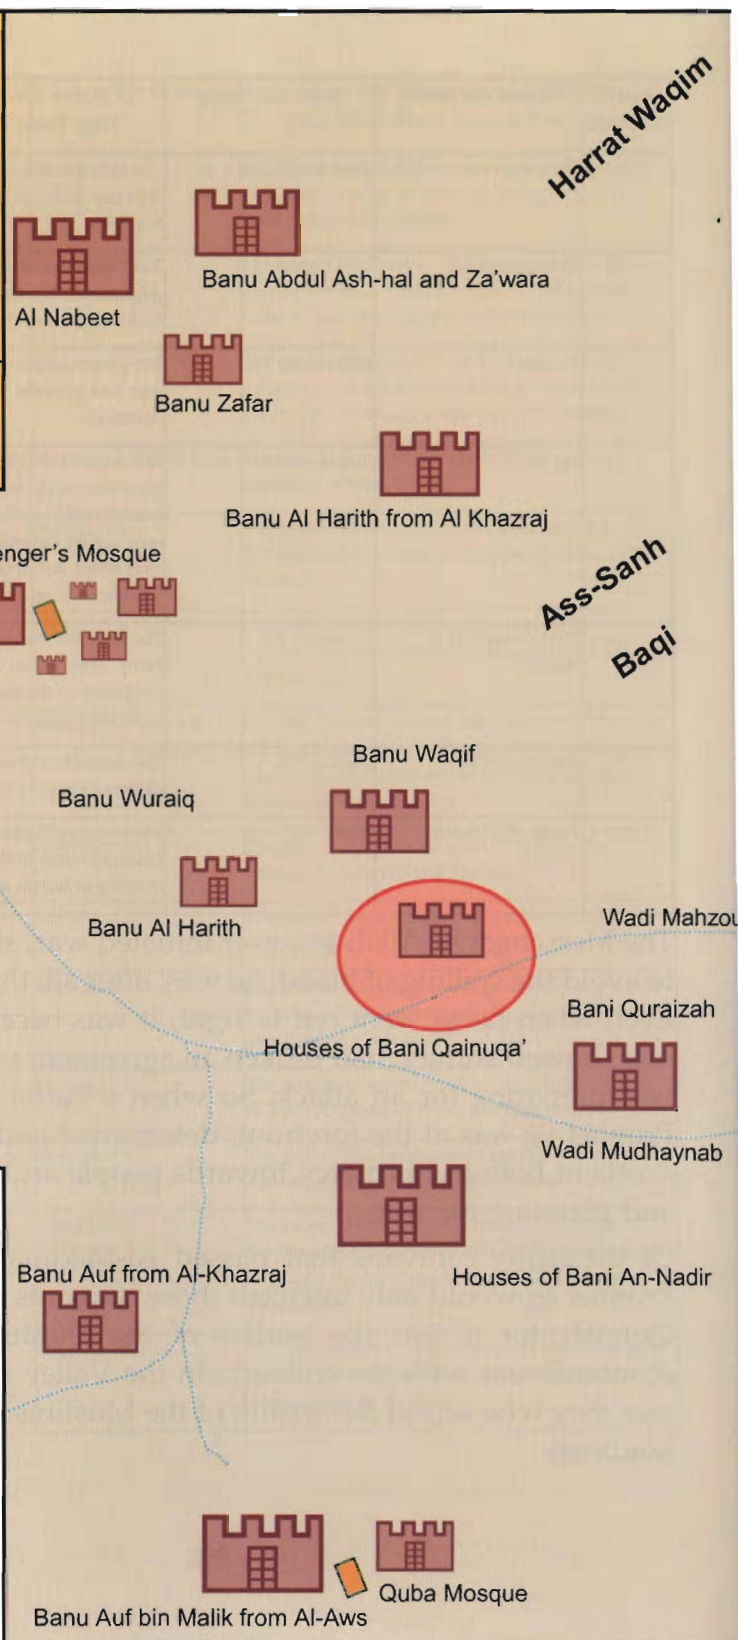 Harrat Waqim
Banu Abdul Ash-hal and Za'wara
Al Nabeet
Banu Zafar
Banu Al Harith from Al Khazraj
enger's Mosque
Ass-Sanh
Baqi
Banu Waqif
Banu Wuraiq
Wadi Mahzou
Banu Al Harith
Bani Quraizah
Houses of Bani Qainuqa'
Wadi Mudhaynab
Banu Auf from Al-Khazraj
Houses of Bani An-Nadir
Quba Mosque
Banu Auf bin Malik from Al-Aws